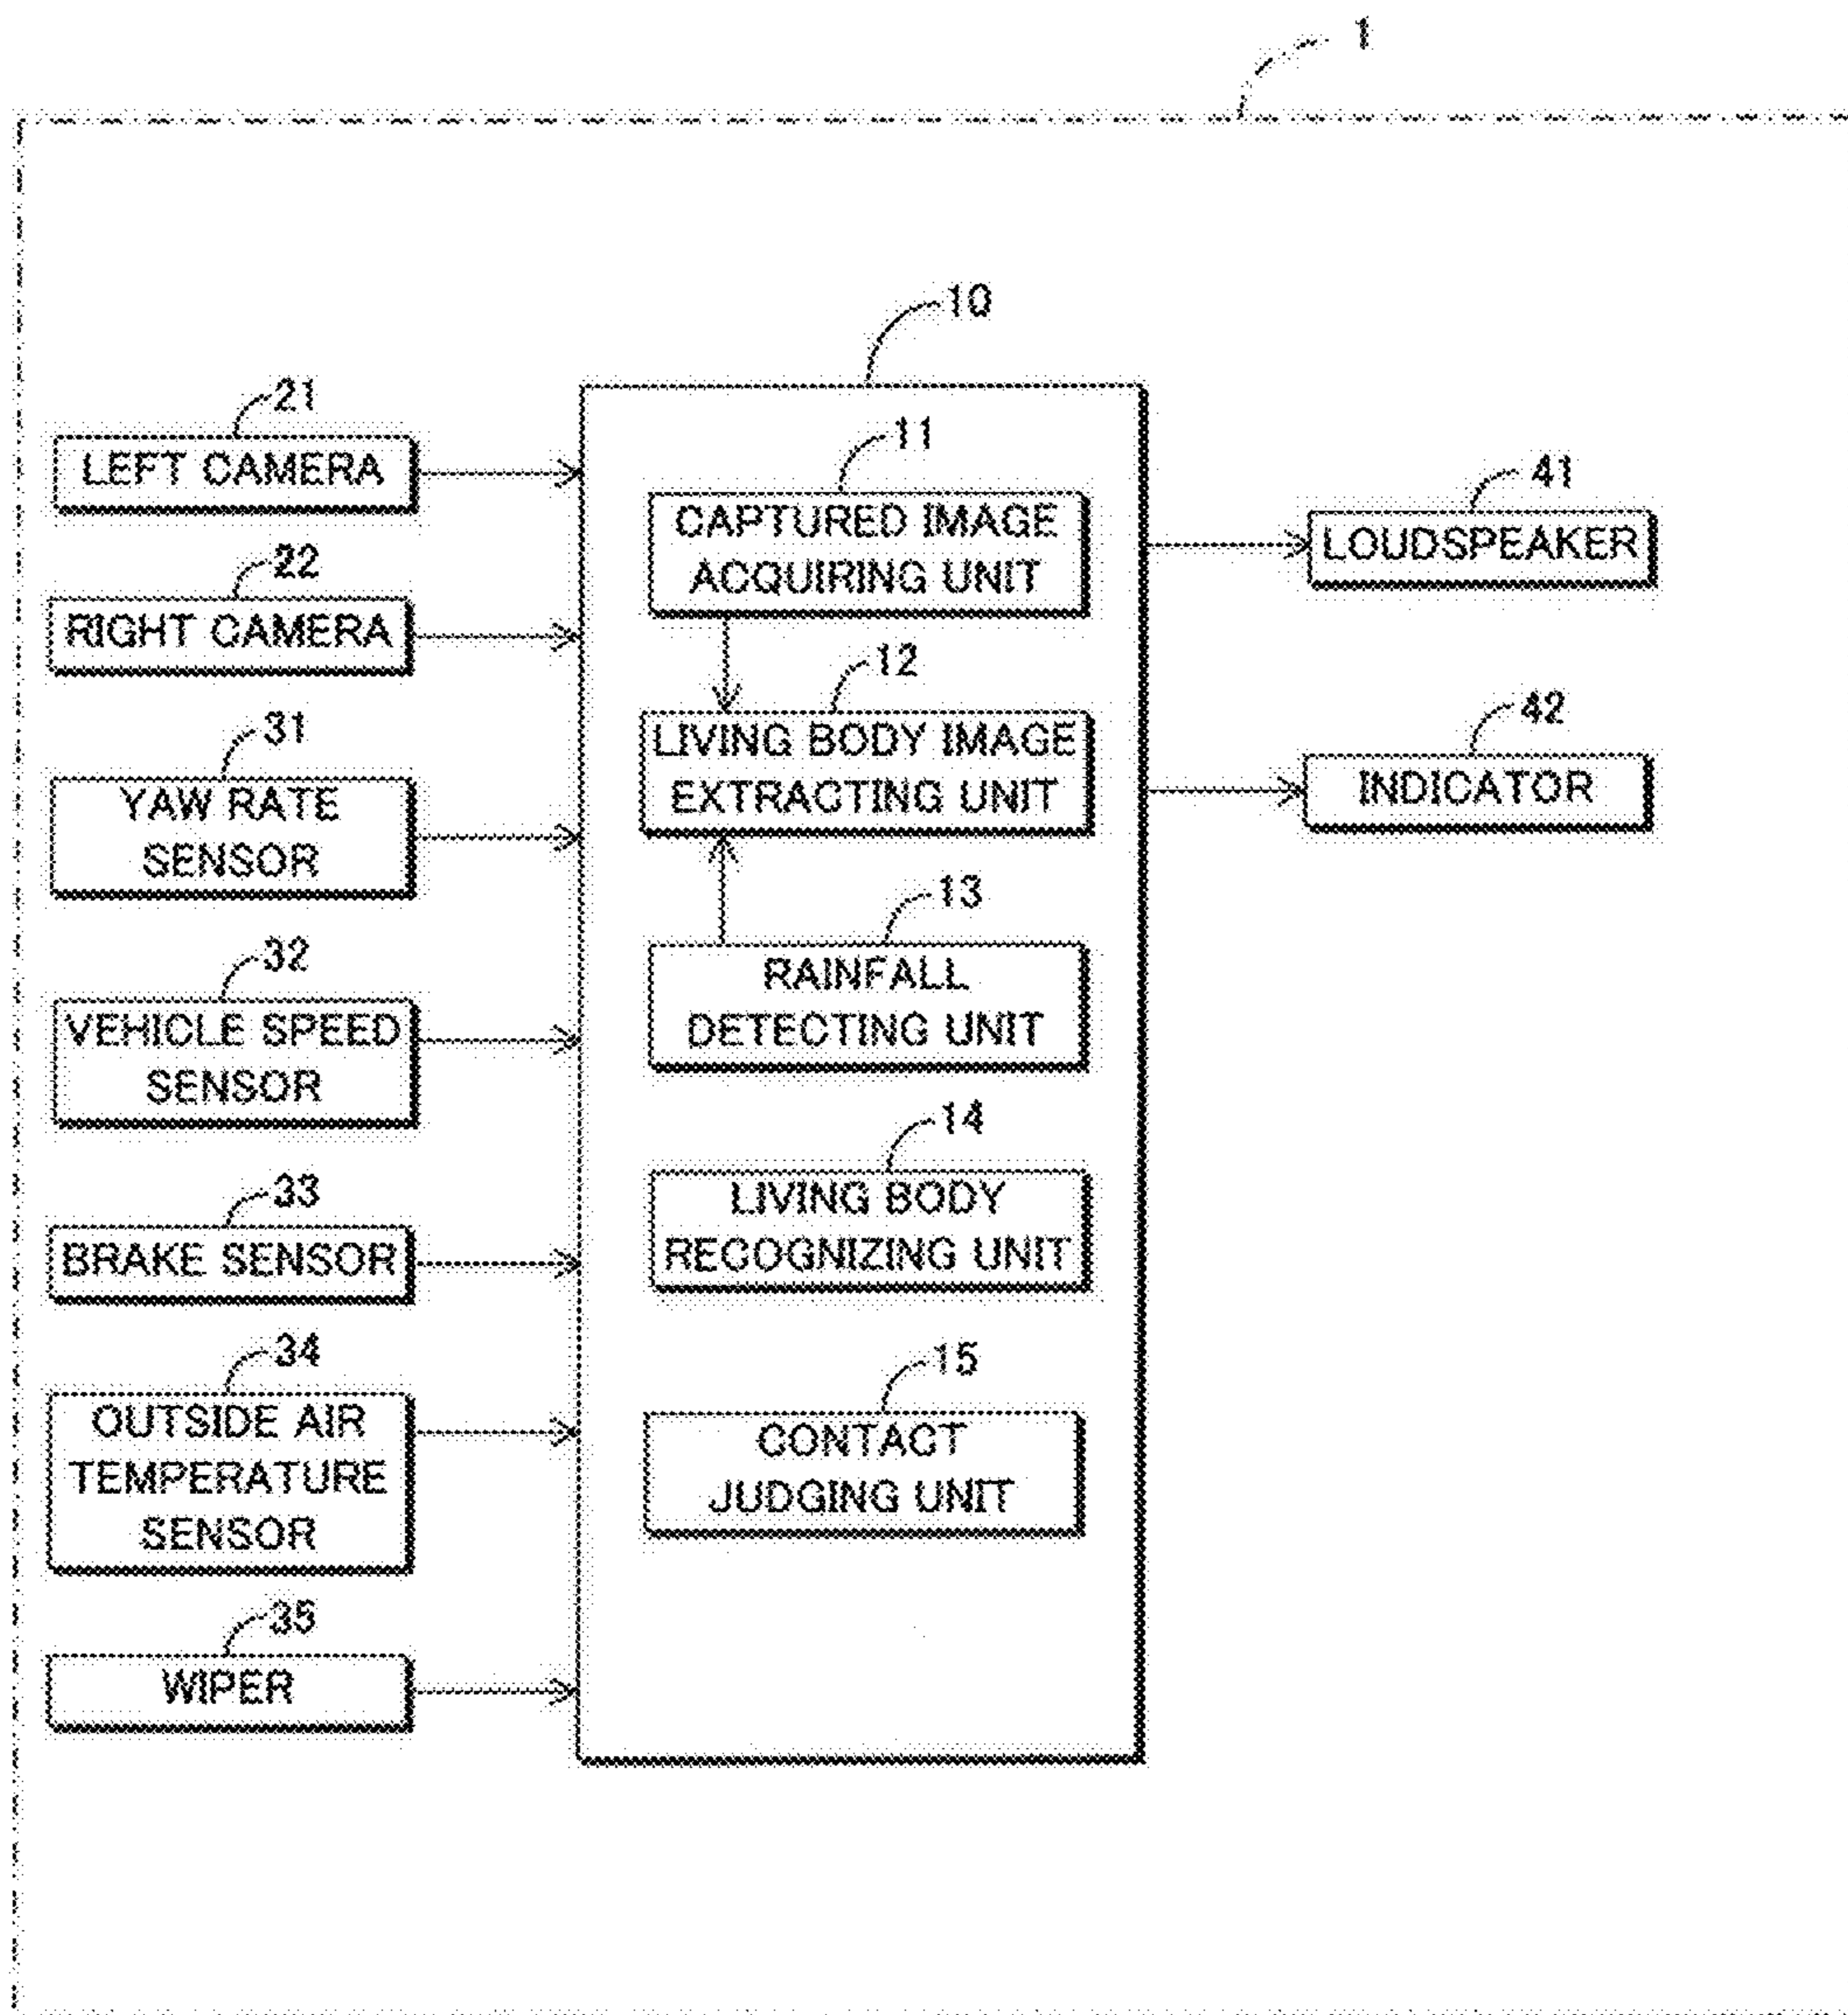 1
10
21
LEFT CAMERA
22
RIGHT CAMERA
31
YAW RATE
SENSOR
32
VEHICLE SPEED
SENSOR
33
BRAKE SENSOR
34
OUTSIDE AIR
TEMPERATURE
SENSOR
35
WIPER
11
CAPTURED IMAGE
ACQUIRING UNIT
12
LIVING BODY IMAGE
EXTRACTING UNIT
13
RAINFALL
DETECTING UNIT
14
LIVING BODY
RECOGNIZING UNIT
15
CONTACT
JUDGING UNIT
41
LOUDSPEAKER
42
INDICATOR